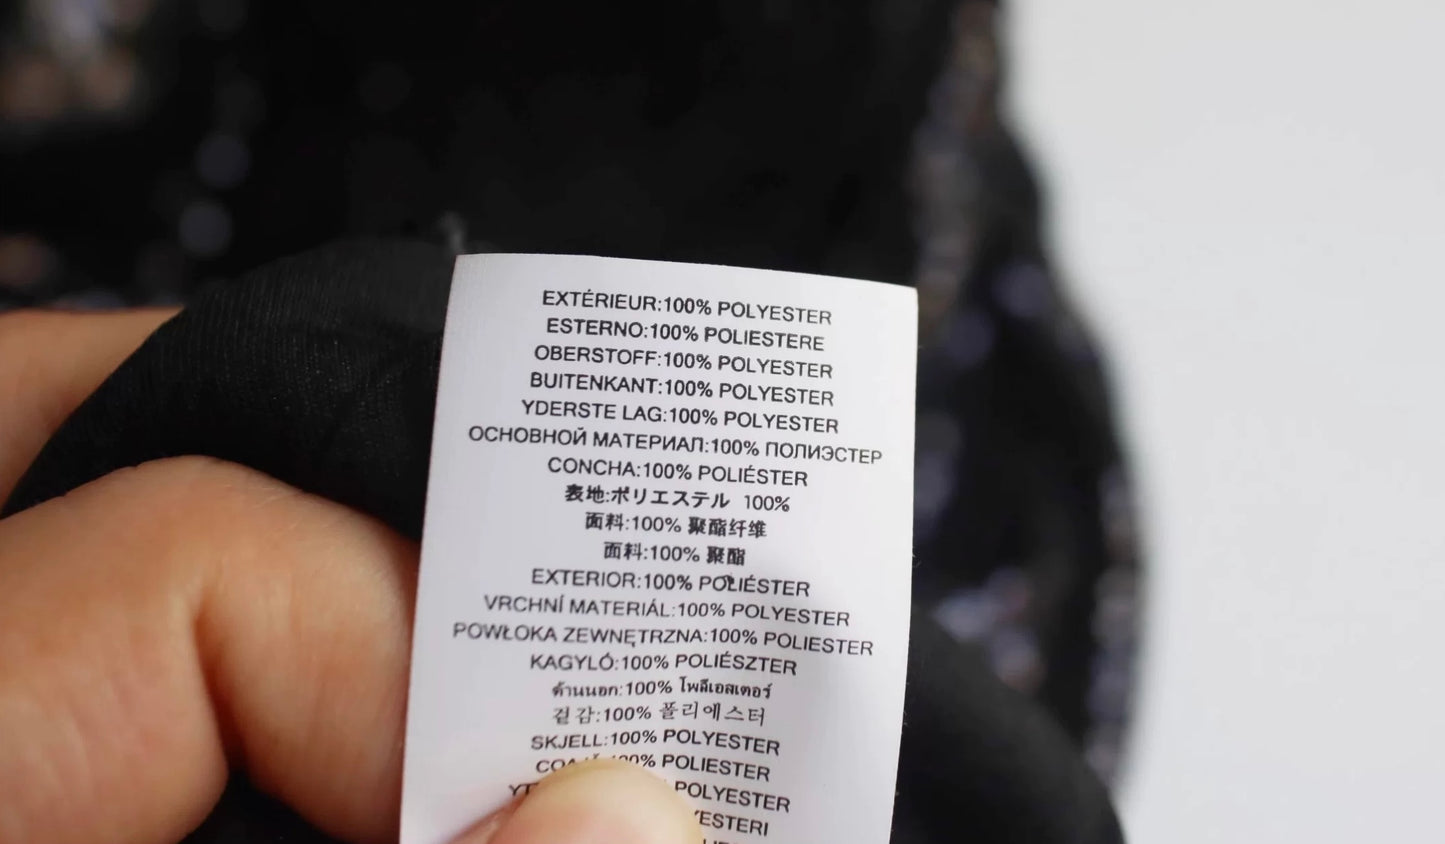 EXTÉRIEUR:100% POLYESTER
ESTERNO:100% POLIESTERE
OBERSTOFF:100% POLYESTER
BUITENKANT:100% POLYESTER
YDERSTE LAG:100% POLYESTER
ОСНОВНОЙ МАТЕРИАЛ:100% ПОЛИЭСТЕР
CONCHA:100% POLIÉSTER
表地:ポリエステル 100%
面料:100% 聚酯纤维
面料:100% 聚酯
EXTERIOR:100% POLIÉSTER
VRCHNÍ MATERIÁL:100% POLYESTER
POWŁOKA ZEWNĘTRZNA:100% POLIESTER
KAGYLÓ:100% POLIÉSZTER
ด้านนอก:100% โพลีเอสเตอร์
겉감:100% 폴리에스터
SKJELL:100% POLYESTER
POLIESTER
POLYESTER